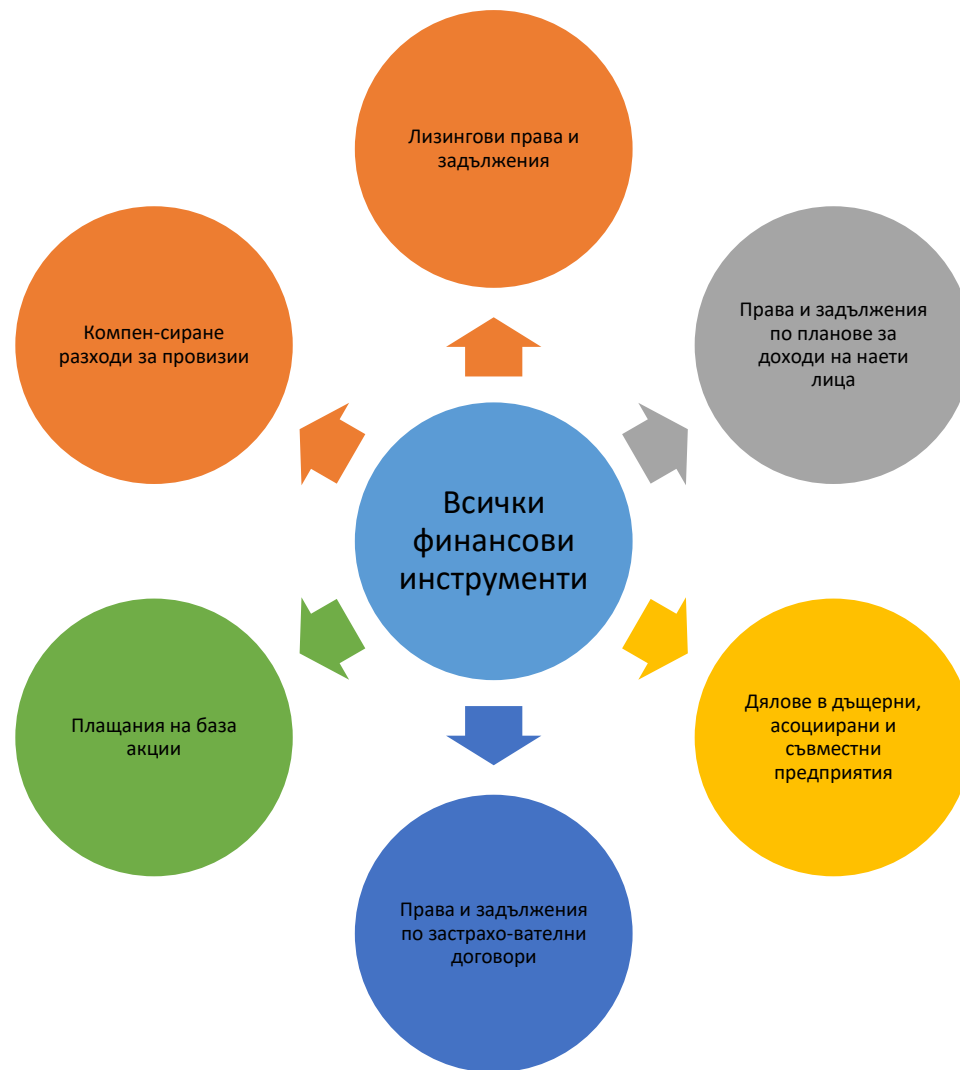 Лизингови права и
задължения
Компен-сиране
разходи за провизии
Права и задължения
по планове за
доходи на наети
лица
Всички
финансови
инструменти
Плащания на база
акции
Дялове в дъщерни,
асоциирани и
съвместни
предприятия
Права и задължения
по застрахо-вателни
договори